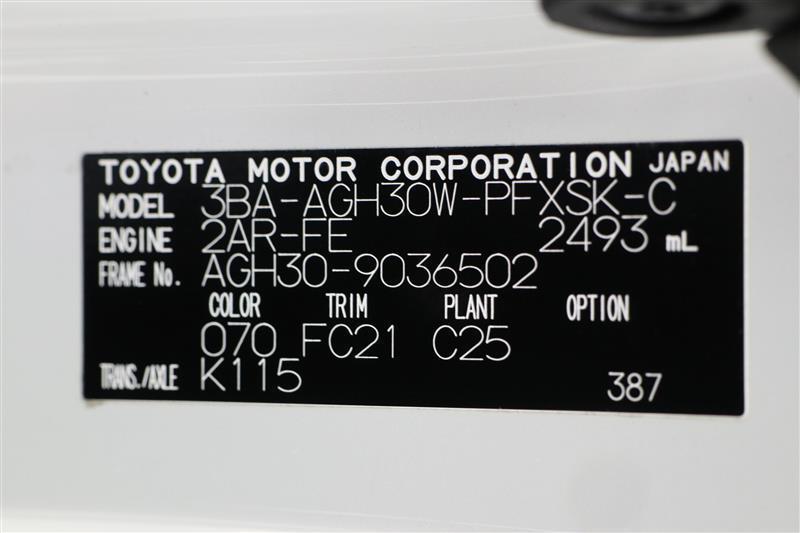 TOYOTA MOTOR CORPORATION JAPAN
MODEL 3BA-AGH30W-PFXSK-C
ENGINE 2AR-FE 2493 mL
FRAME No. AGH30-9036502
COLOR TRIM PLANT OPTION
070 FC21 C25
TRANS./AXLE K115 387